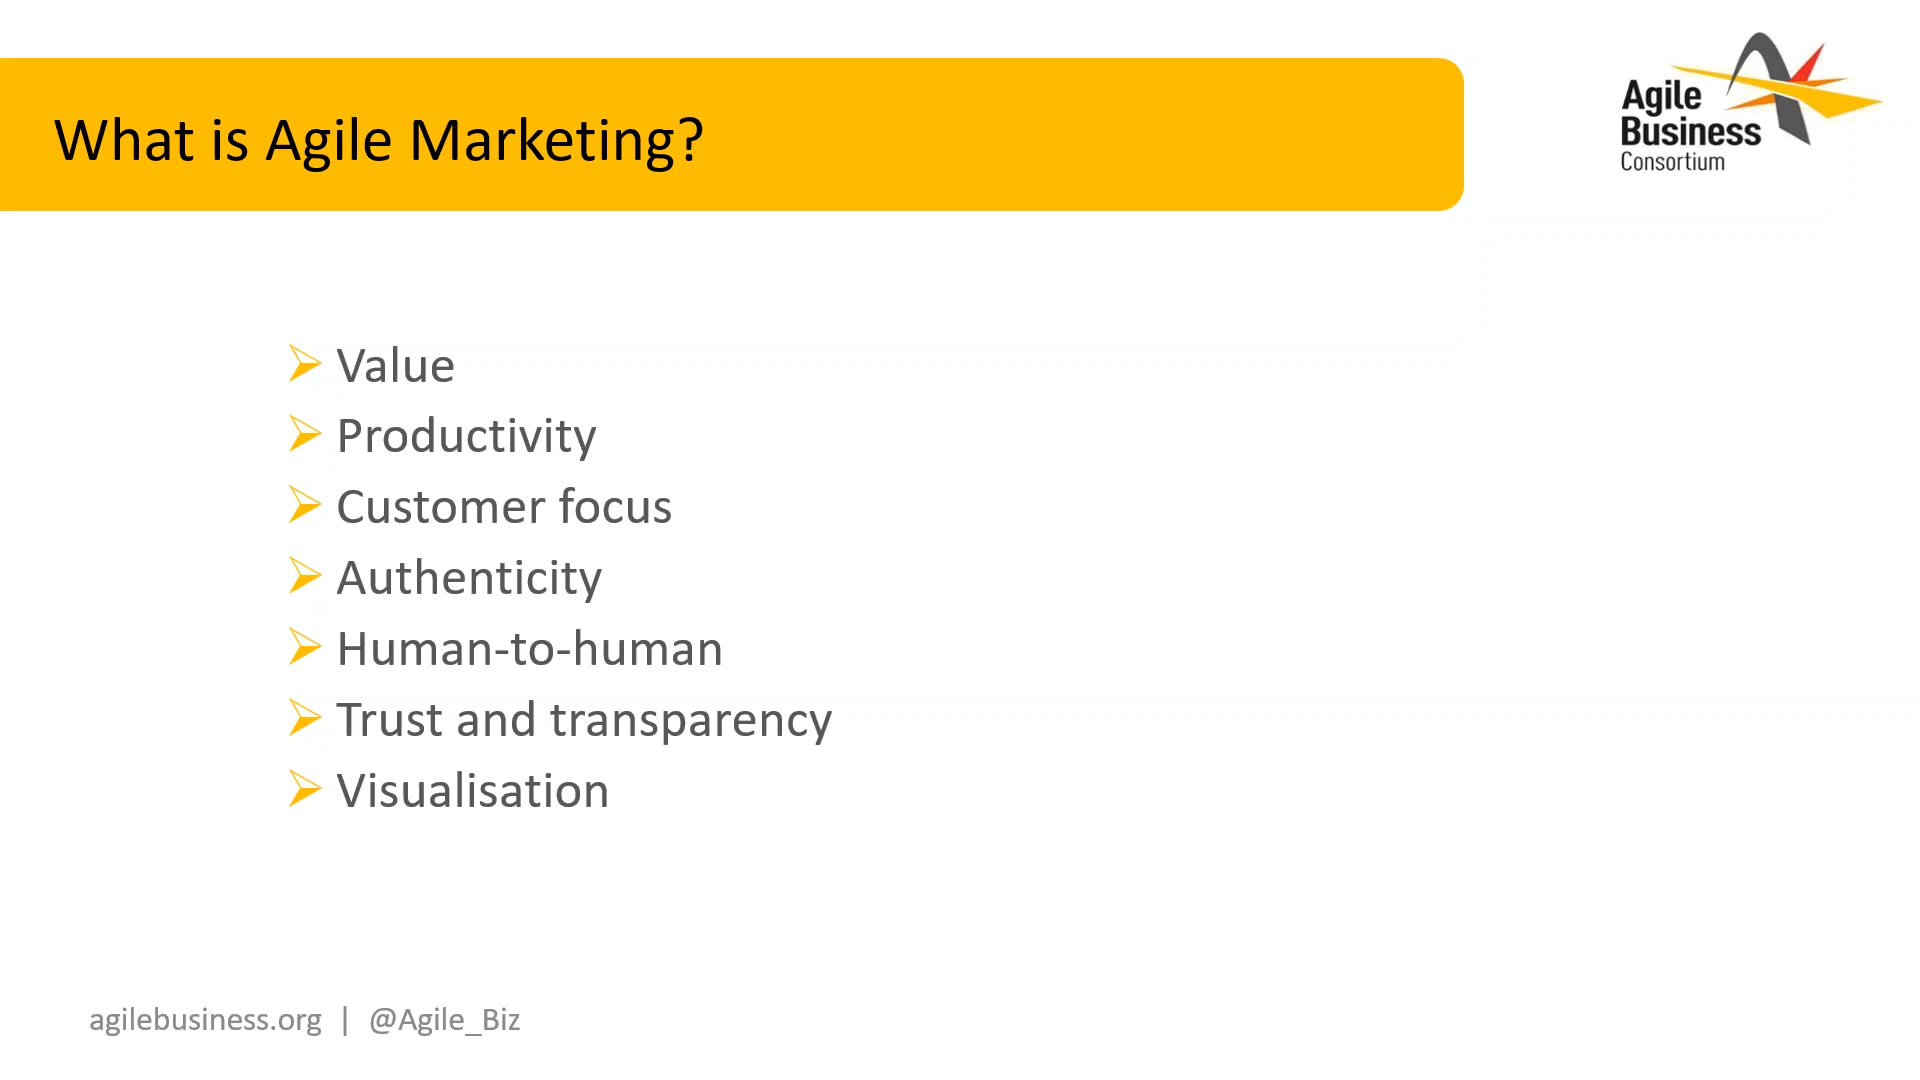 What is Agile Marketing?
Agile
Business
Consortium
Value
Productivity
Customer focus
Authenticity
Human-to-human
Trust and transparency
Visualisation
agilebusiness.org | @Agile_Biz